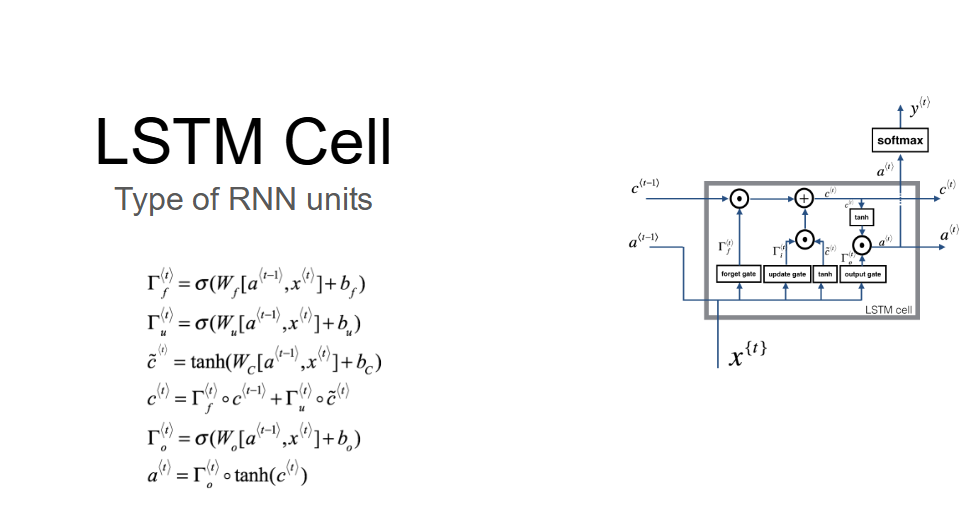 LSTM Cell
Type of RNN units
Γ_f^⟨t⟩ = σ(W_f[a^⟨t-1⟩, x^⟨t⟩] + b_f)
Γ_u^⟨t⟩ = σ(W_u[a^⟨t-1⟩, x^⟨t⟩] + b_u)
c̃^⟨t⟩ = tanh(W_C[a^⟨t-1⟩, x^⟨t⟩] + b_C)
c^⟨t⟩ = Γ_f^⟨t⟩ ∘ c^⟨t-1⟩ + Γ_u^⟨t⟩ ∘ c̃^⟨t⟩
Γ_o^⟨t⟩ = σ(W_o[a^⟨t-1⟩, x^⟨t⟩] + b_o)
a^⟨t⟩ = Γ_o^⟨t⟩ ∘ tanh(c^⟨t⟩)
y^⟨t⟩
softmax
a^⟨t⟩
c^⟨t-1⟩ c^⟨t⟩ c^⟨t⟩
c^⟨t⟩
tanh
a^⟨t-1⟩ a^⟨t⟩ a^⟨t⟩
Γ_f^⟨t⟩ Γ_i^⟨t⟩ c̃^⟨t⟩ Γ_o^⟨t⟩
forget gate update gate tanh output gate
LSTM cell
x^{t}